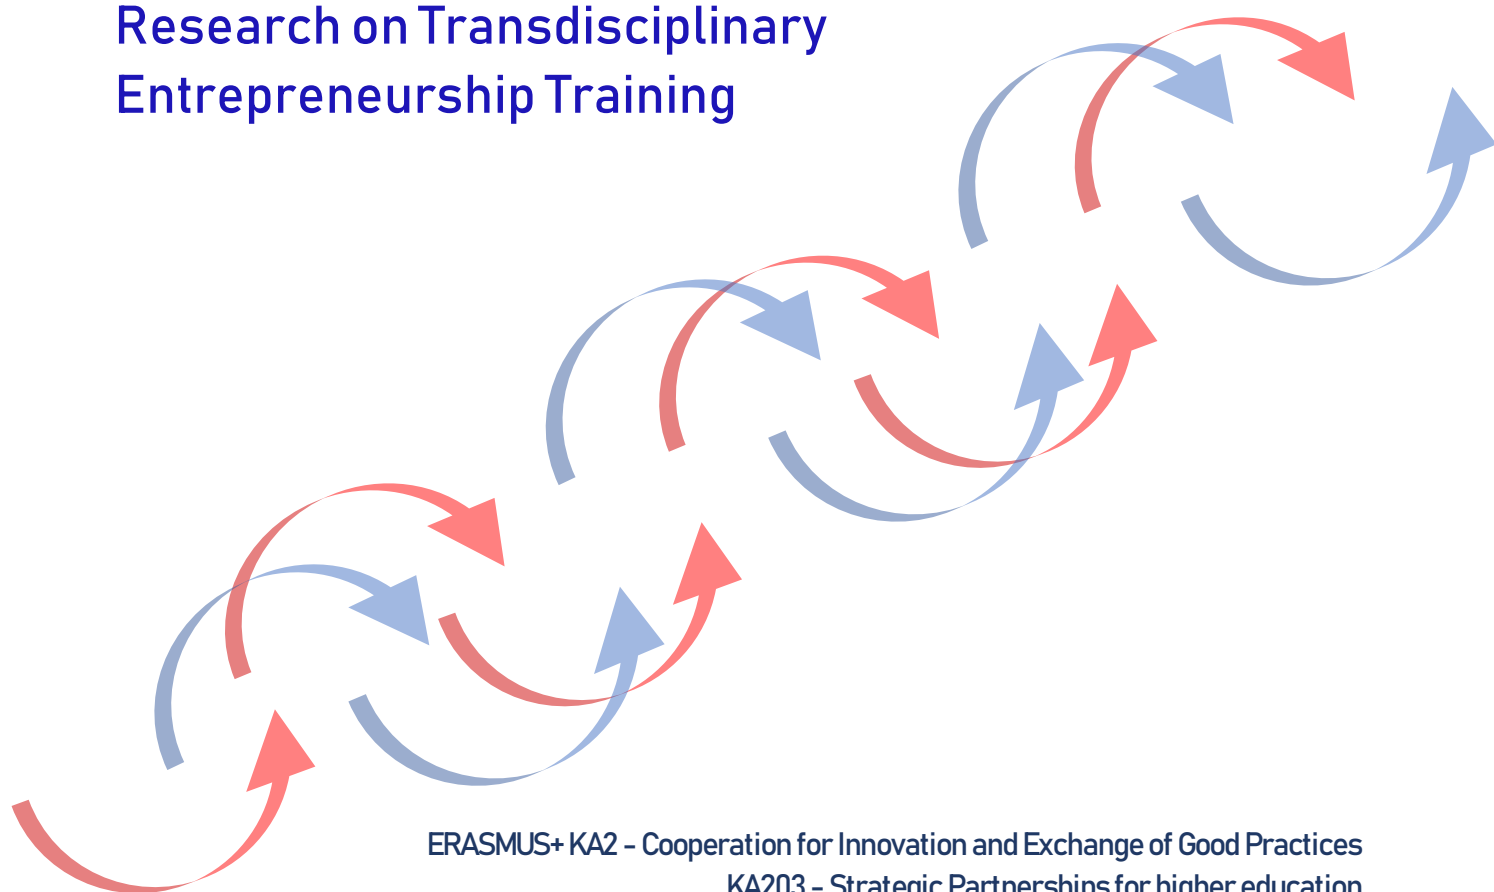 Research on Transdisciplinary
Entrepreneurship Training
ERASMUS+ KA2 - Cooperation for Innovation and Exchange of Good Practices
KA203 - Strategic Partnerships for higher education